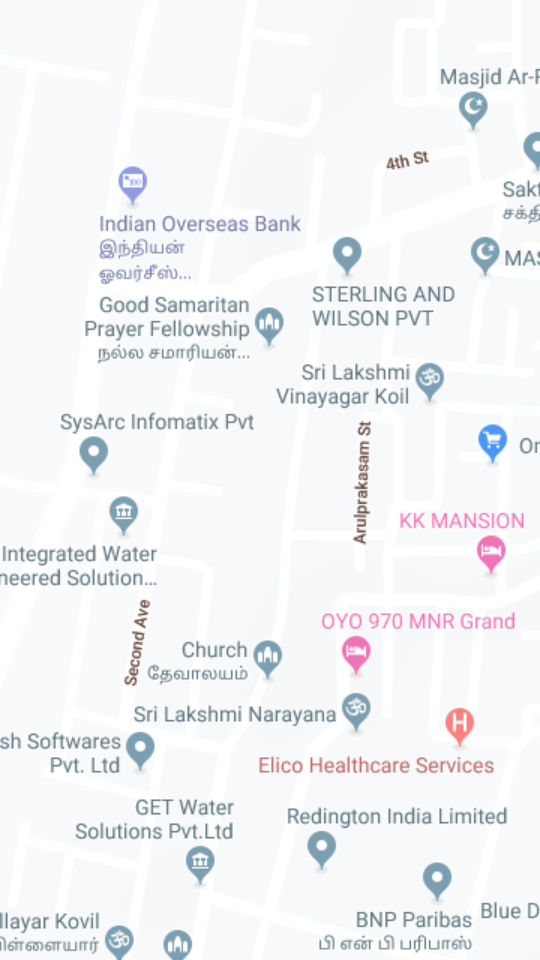 Masjid Ar-R
4th St
Sakt
சக்தி
Indian Overseas Bank
இந்தியன்
ஓவர்சீஸ்...
MAS
STERLING AND
WILSON PVT
Good Samaritan
Prayer Fellowship
நல்ல சமாரியன்...
Sri Lakshmi
Vinayagar Koil
SysArc Infomatix Pvt
On
Arulprakasam St
KK MANSION
Integrated Water
neered Solution...
Second Ave
OYO 970 MNR Grand
Church
தேவாலயம்
Sri Lakshmi Narayana
sh Softwares
Pvt. Ltd
Elico Healthcare Services
GET Water
Solutions Pvt.Ltd
Redington India Limited
BNP Paribas
பி என் பி பரிபாஸ்
Blue D
llayar Kovil
பிள்ளையார்